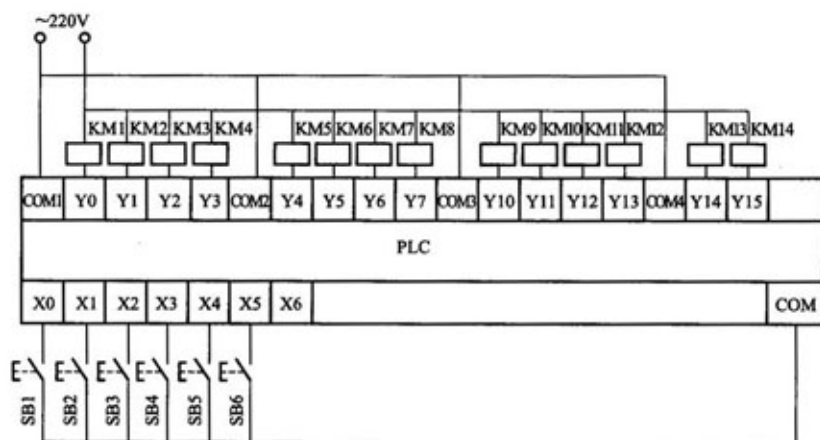 ~220V
KM1 KM2 KM3 KM4 KM5 KM6 KM7 KM8 KM9 KM10 KM11 KM12 KM13 KM14
COM1 Y0 Y1 Y2 Y3 COM2 Y4 Y5 Y6 Y7 COM3 Y10 Y11 Y12 Y13 COM4 Y14 Y15
PLC
X0 X1 X2 X3 X4 X5 X6 COM
SB1 SB2 SB3 SB4 SB5 SB6